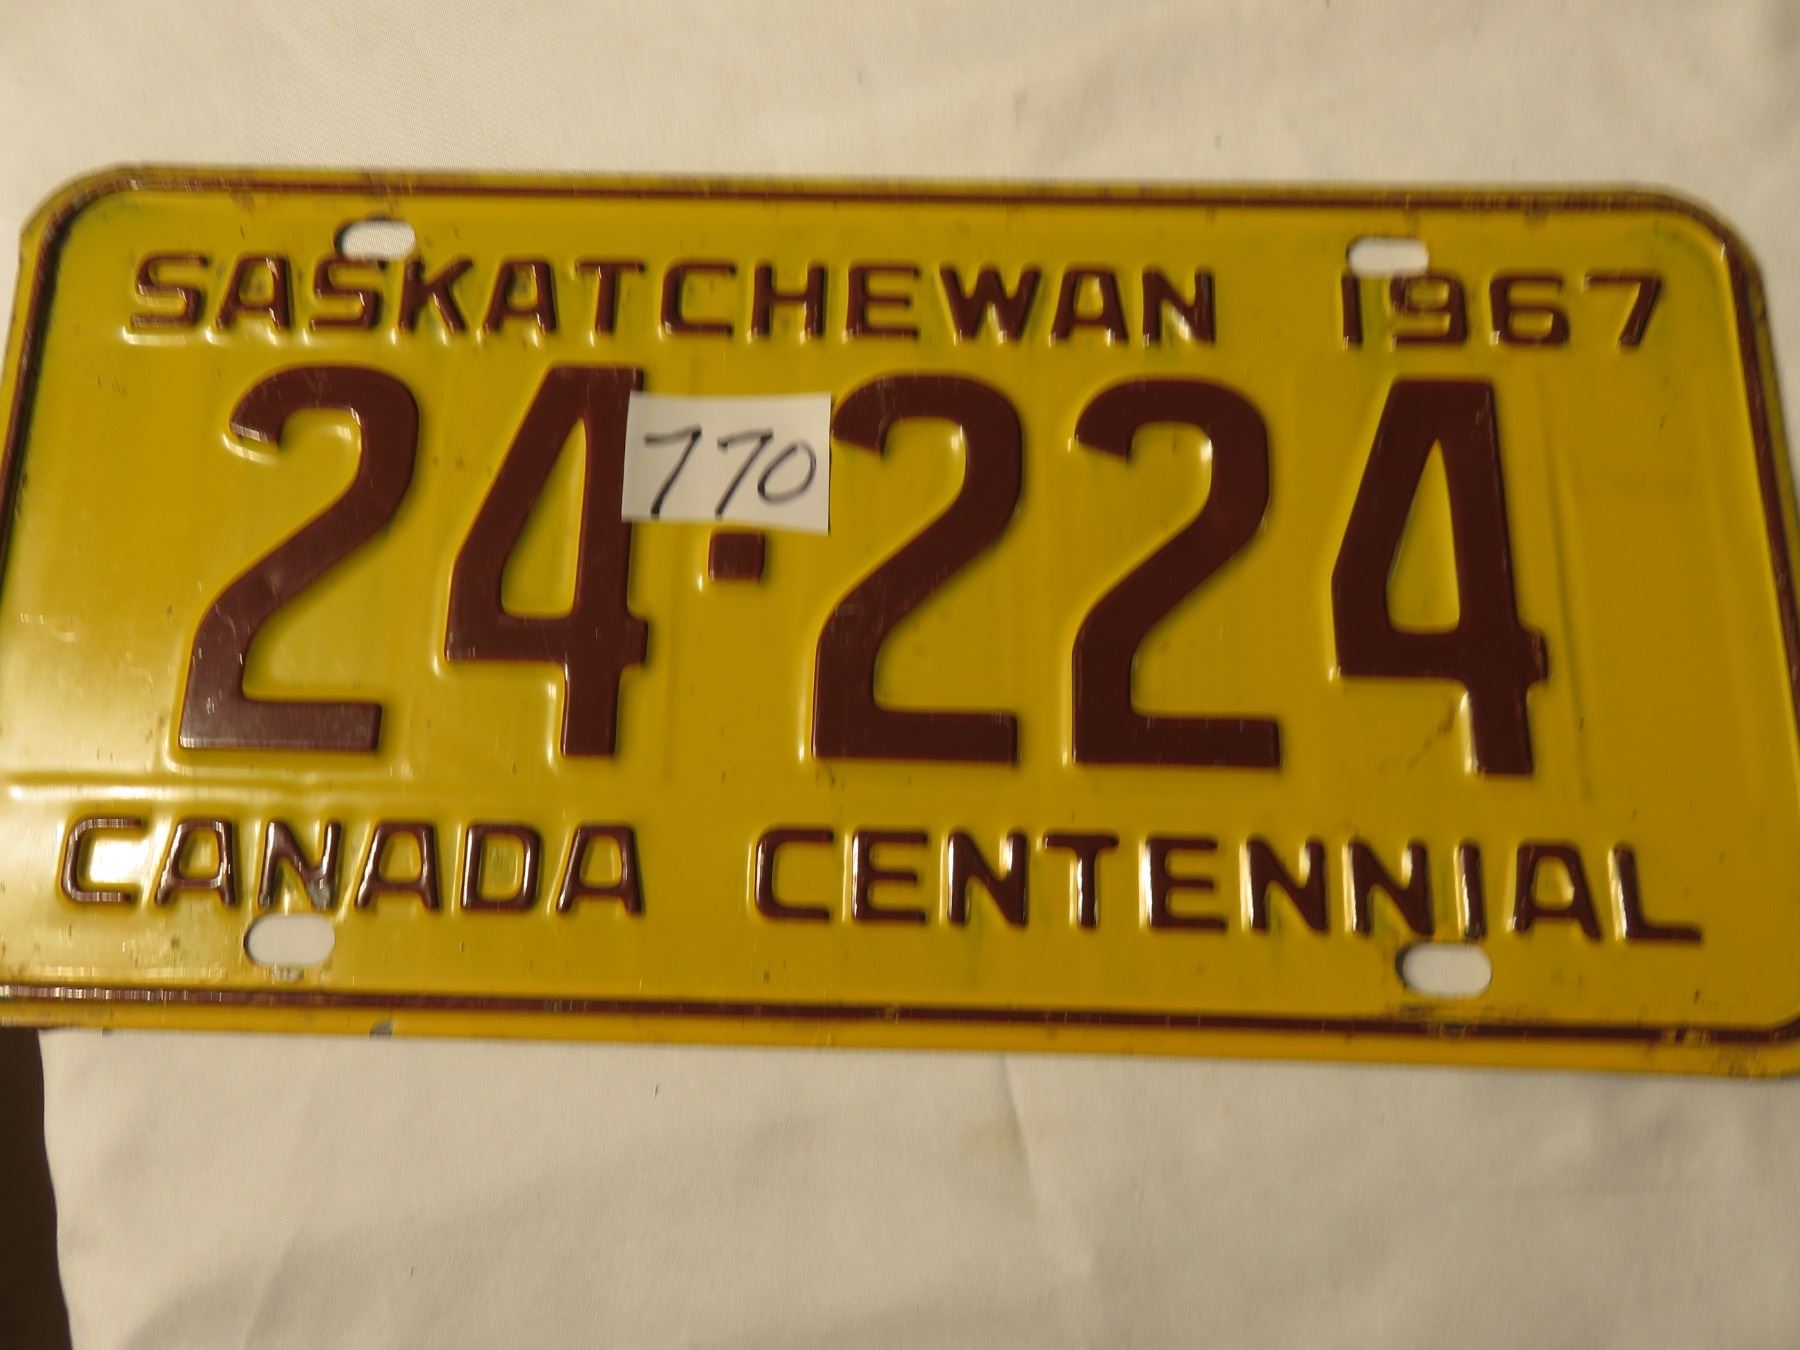 SASKATCHEWAN 1967
24-224
770
CANADA CENTENNIAL